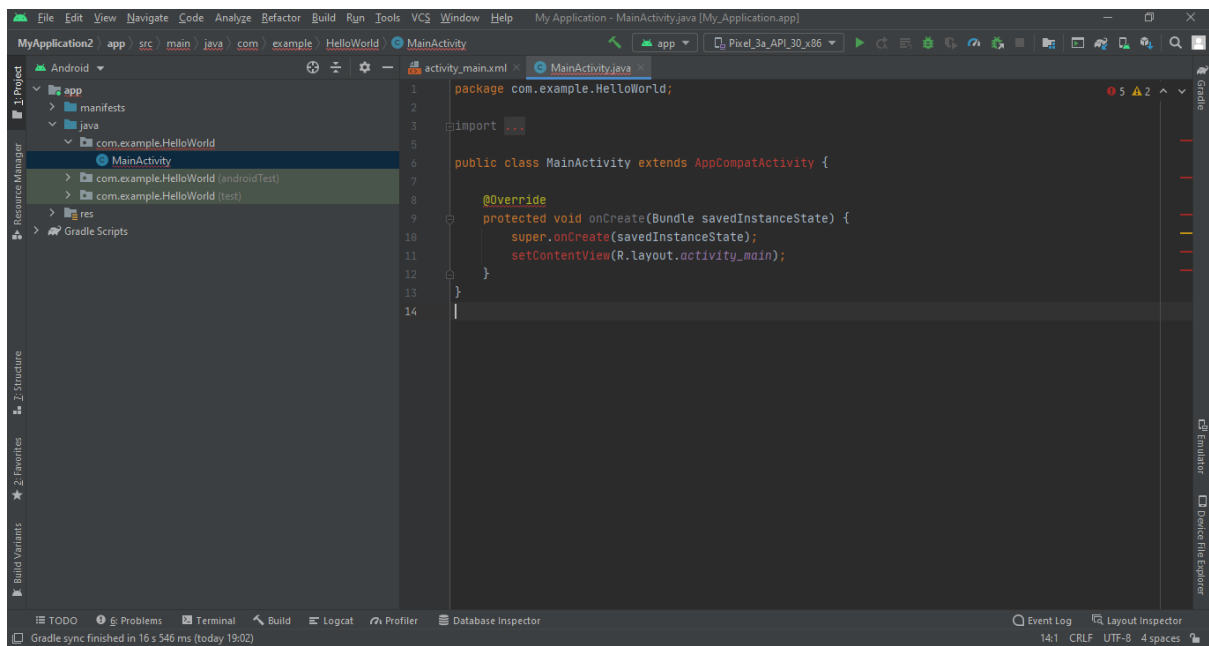 File Edit View Navigate Code Analyze Refactor Build Run Tools VCS Window Help My Application - MainActivity.java [My_Application.app]
MyApplication2 app src main java com example HelloWorld MainActivity app Pixel_3a_API_30_x86
Android
activity_main.xml MainActivity.java
app
manifests
java
com.example.HelloWorld
MainActivity
com.example.HelloWorld (androidTest)
com.example.HelloWorld (test)
res
Gradle Scripts
1: Project
Resource Manager
7: Structure
2: Favorites
Build Variants
5 2
1 package com.example.HelloWorld;
2
3 import ...
5
6 public class MainActivity extends AppCompatActivity {
7
8 @Override
9 protected void onCreate(Bundle savedInstanceState) {
10 super.onCreate(savedInstanceState);
11 setContentView(R.layout.activity_main);
12 }
13 }
14
Gradle
Emulator
Device File Explorer
TODO 6: Problems Terminal Build Logcat Profiler Database Inspector Event Log Layout Inspector
Gradle sync finished in 16 s 546 ms (today 19:02) 14:1 CRLF UTF-8 4 spaces